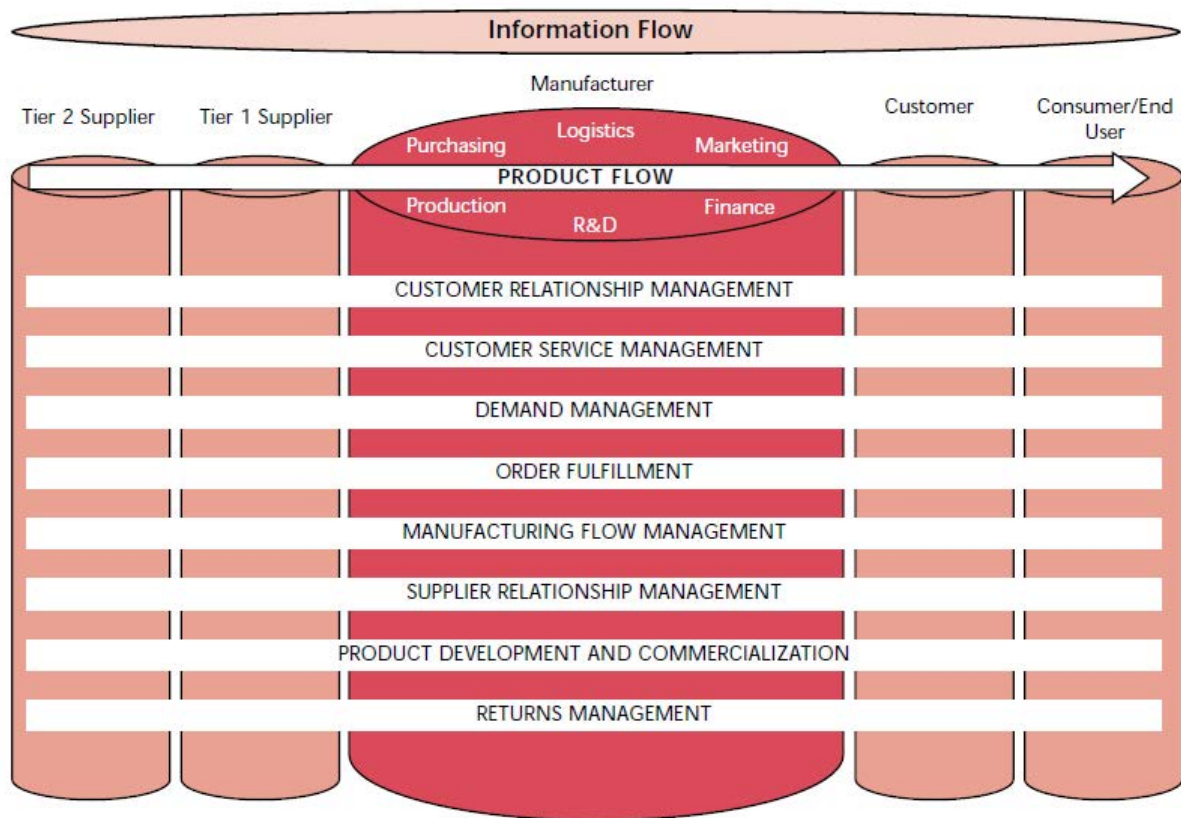 Information Flow
Manufacturer
Tier 2 Supplier
Tier 1 Supplier
Customer
Consumer/End
User
Purchasing
Logistics
Marketing
PRODUCT FLOW
Production
R&D
Finance
CUSTOMER RELATIONSHIP MANAGEMENT
CUSTOMER SERVICE MANAGEMENT
DEMAND MANAGEMENT
ORDER FULFILLMENT
MANUFACTURING FLOW MANAGEMENT
SUPPLIER RELATIONSHIP MANAGEMENT
PRODUCT DEVELOPMENT AND COMMERCIALIZATION
RETURNS MANAGEMENT